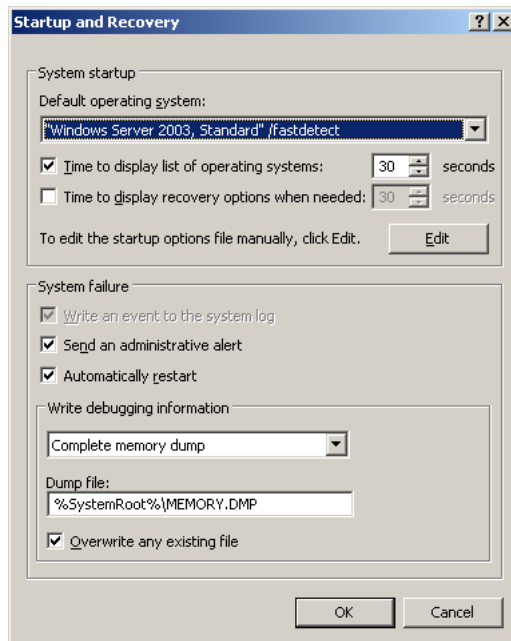 Startup and Recovery
System startup
Default operating system:
"Windows Server 2003, Standard" /fastdetect
Time to display list of operating systems: 30 seconds
Time to display recovery options when needed: 30 seconds
To edit the startup options file manually, click Edit. Edit
System failure
Write an event to the system log
Send an administrative alert
Automatically restart
Write debugging information
Complete memory dump
Dump file:
%SystemRoot%\MEMORY.DMP
Overwrite any existing file
OK Cancel